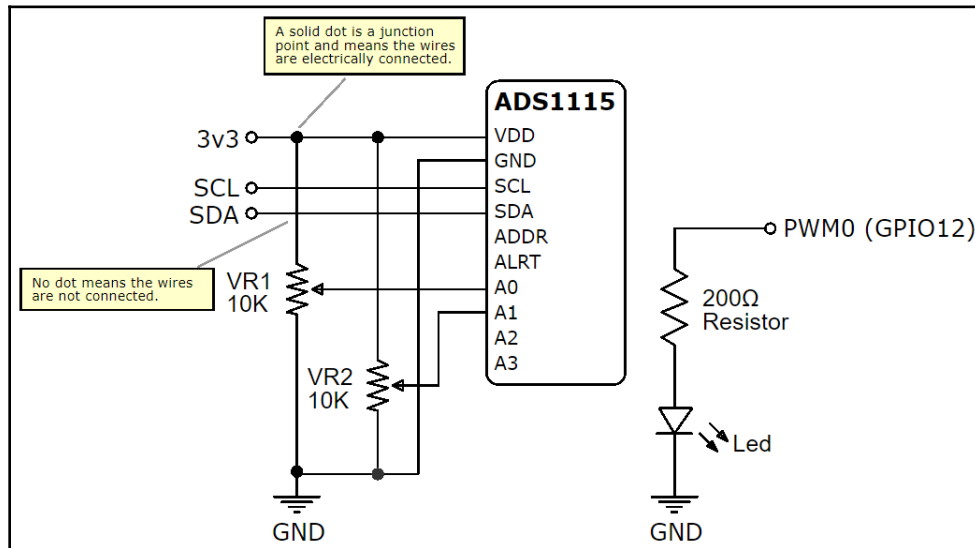 A solid dot is a junction
point and means the wires
are electrically connected.
ADS1115
3v3
VDD
GND
SCL
SCL
SDA
SDA
ADDR
ALRT
A0
A1
A2
A3
PWM0 (GPIO12)
No dot means the wires
are not connected.
VR1
10K
200Ω
Resistor
VR2
10K
Led
GND
GND